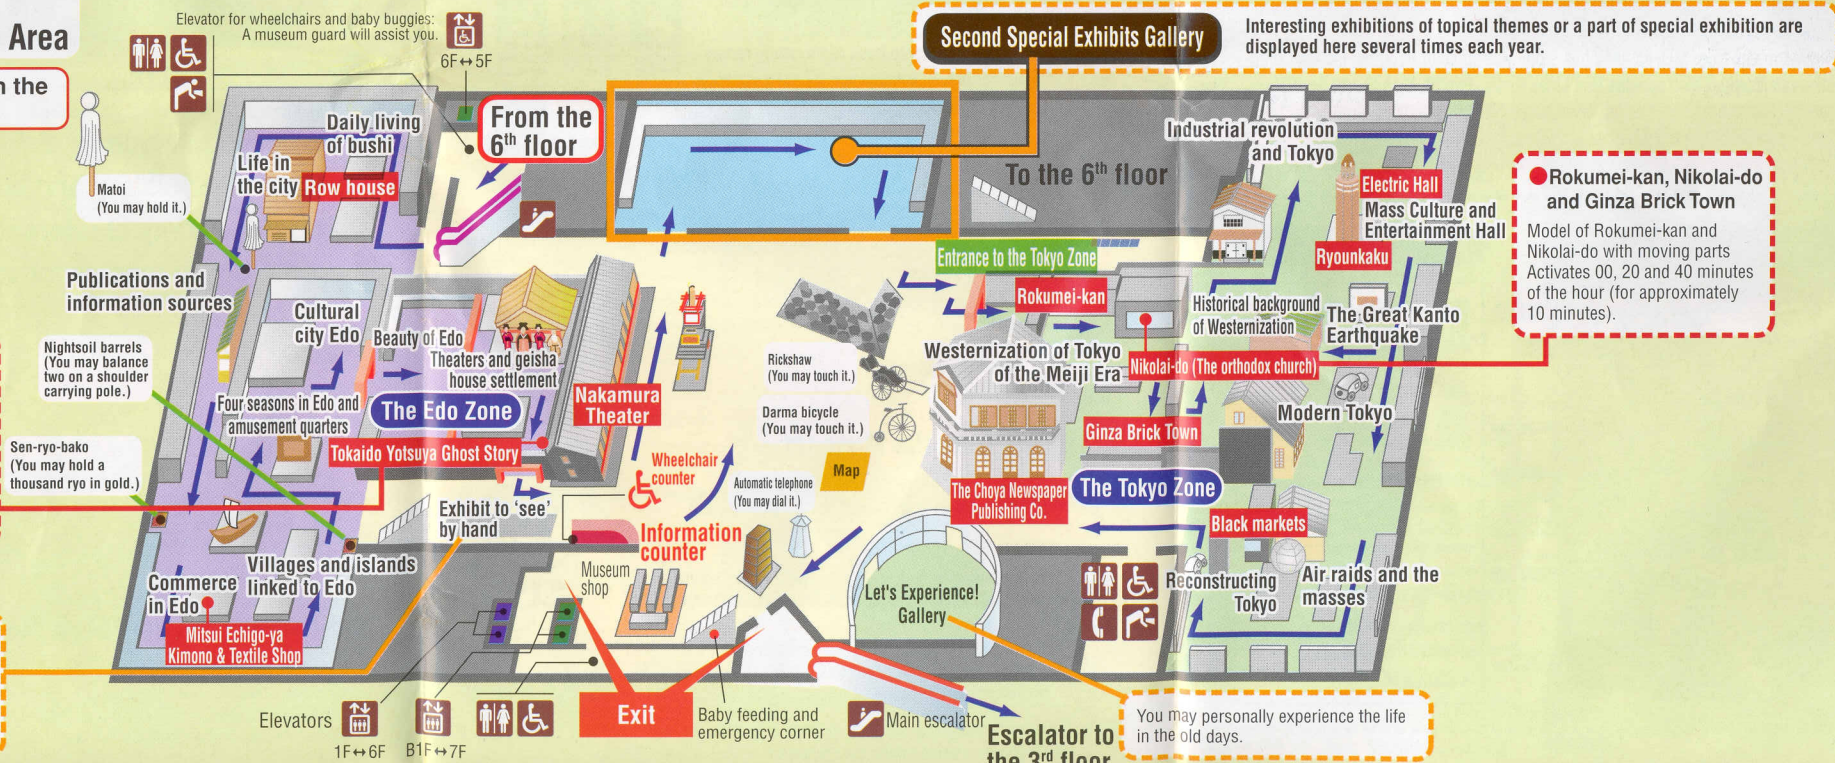 Area
n the
Elevator for wheelchairs and baby buggies:
A museum guard will assist you.
6F↔5F
Second Special Exhibits Gallery
Interesting exhibitions of topical themes or a part of special exhibition are
displayed here several times each year.
From the
6th floor
Daily living
of bushi
Life in
the city
Row house
Matoi
(You may hold it.)
To the 6th floor
Industrial revolution
and Tokyo
Electric Hall
Mass Culture and
Entertainment Hall
Ryounkaku
Rokumei-kan, Nikolai-do
and Ginza Brick Town
Model of Rokumei-kan and
Nikolai-do with moving parts
Activates 00, 20 and 40 minutes
of the hour (for approximately
10 minutes).
Publications and
information sources
Cultural
city Edo
Beauty of Edo
Theaters and geisha
house settlement
Entrance to the Tokyo Zone
Rokumei-kan
Historical background
of Westernization
The Great Kanto
Earthquake
Nightsoil barrels
(You may balance
two on a shoulder
carrying pole.)
Rickshaw
(You may touch it.)
Westernization of Tokyo
of the Meiji Era
Nikolai-do (The orthodox church)
Four seasons in Edo and
amusement quarters
The Edo Zone
Nakamura
Theater
Darma bicycle
(You may touch it.)
Modern Tokyo
Ginza Brick Town
Sen-ryo-bako
(You may hold a
thousand ryo in gold.)
Tokaido Yotsuya Ghost Story
Wheelchair
counter
Map
Automatic telephone
(You may dial it.)
The Choya Newspaper
Publishing Co.
The Tokyo Zone
Black markets
Exhibit to ‘see’
by hand
Information
counter
Villages and islands
linked to Edo
Commerce
in Edo
Mitsui Echigo-ya
Kimono & Textile Shop
Museum
shop
Let's Experience!
Gallery
Reconstructing
Tokyo
Air raids and the
masses
Elevators
1F↔6F
B1F↔7F
Exit
Baby feeding and
emergency corner
Main escalator
Escalator to
the 3rd floor
You may personally experience the life
in the old days.